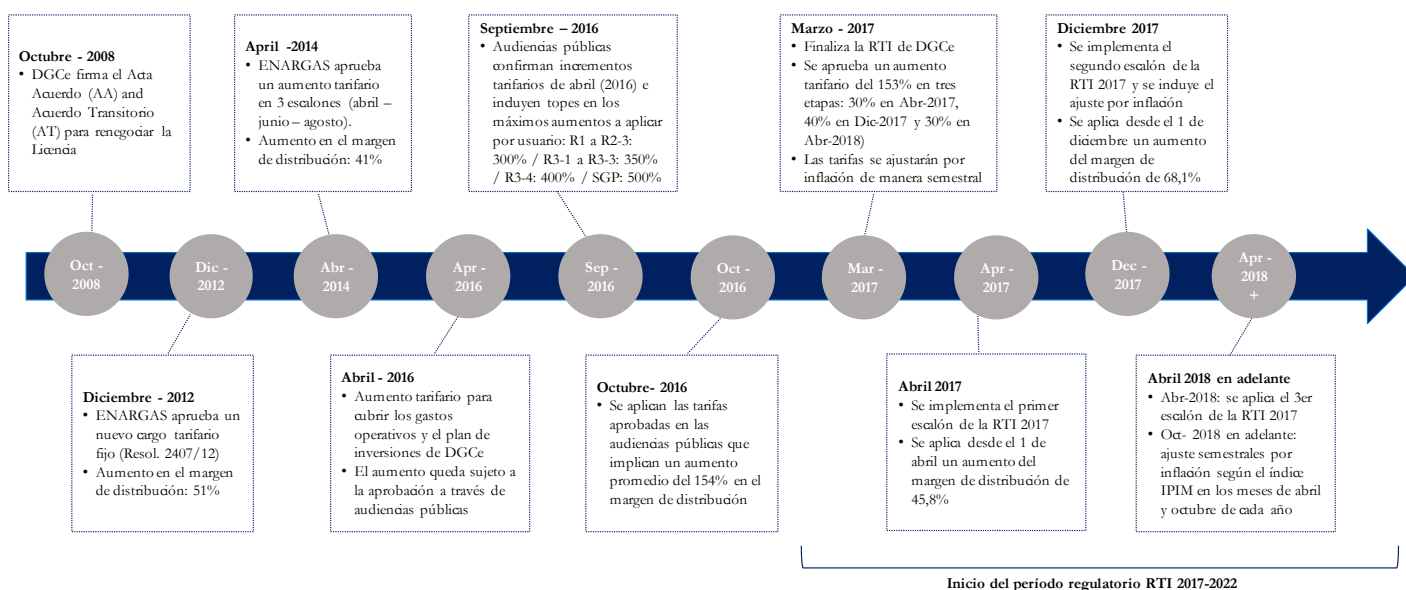 Octubre - 2008
• DGCe firma el Acta
Acuerdo (AA) and
Acuerdo Transitorio
(AT) para renegociar la
Licencia
April -2014
• ENARGAS aprueba
un aumento tarifario
en 3 escalones (abril –
junio – agosto).
• Aumento en el margen
de distribución: 41%
Septiembre – 2016
• Audiencias públicas
confirman incrementos
tarifarios de abril (2016) e
induyen topes en los
máximos aumentos a aplicar
por usuario: R1 a R2-3:
300% / R3-1 a R3-3: 350%
/ R3-4: 400% / SGP: 500%
Marzo - 2017
• Finaliza la RTI de DGCe
• Se aprueba un aumento
tarifario del 153% en tres
etapas: 30% en Abr-2017,
40% en Dic-2017 y 30% en
Abr-2018)
• Las tarifas se ajustarán por
inflación de manera semestral
Diciembre 2017
• Se implementa el
segundo escalón de la
RTI 2017 y se induye el
ajuste por inflación
• Se aplica desde el 1 de
diciembre un aumento
del margen de
distribución de 68,1%
Oct -
2008
Dic -
2012
Abr -
2014
Apr -
2016
Sep -
2016
Oct -
2016
Mar -
2017
Apr -
2017
Dec -
2017
Apr -
2018
+
Diciembre - 2012
• ENARGAS aprueba un
nuevo cargo tarifario
fijo (Resol. 2407/12)
• Aumento en el margen
de distribución: 51%
Abril - 2016
• Aumento tarifario para
cubrir los gastos
operativos y el plan de
inversiones de DGCe
• El aumento queda sujeto a
la aprobación a través de
audiencias públicas
Octubre- 2016
• Se aplican las tarifas
aprobadas en las
audiencias públicas que
implican un aumento
promedio del 154% en el
margen de distribución
Abril 2017
• Se implementa el primer
escalón de la RTI 2017
• Se aplica desde el 1 de
abril un aumento del
margen de distribución de
45,8%
Abril 2018 en adelante
• Abr-2018: se aplica el 3er
escalón de la RTI 2017
• Oct- 2018 en adelante:
ajuste semestrales por
inflación según el índice
IPIM en los meses de abril
y octubre de cada año
Inicio del período regulatorio RTI 2017-2022